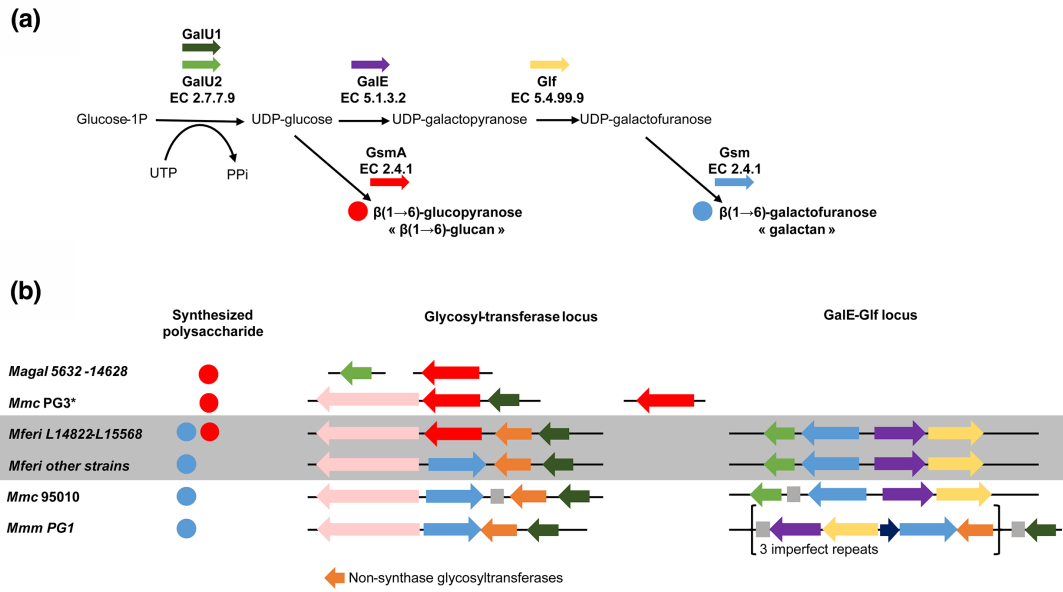 (a)
GalU1
GalU2
EC 2.7.7.9
GalE
EC 5.1.3.2
Glf
EC 5.4.99.9
Glucose-1P
UDP-glucose
UDP-galactopyranose
UDP-galactofuranose
UTP
PPi
GsmA
EC 2.4.1
β(1→6)-glucopyranose
« β(1→6)-glucan »
Gsm
EC 2.4.1
β(1→6)-galactofuranose
« galactan »
(b)
Synthesized
polysaccharide
Glycosyl-transferase locus
GalE-Glf locus
Magal 5632 -14628
Mmc PG3*
Mferi L14822-L15568
Mferi other strains
Mmc 95010
Mmm PG1
3 imperfect repeats
Non-synthase glycosyltransferases